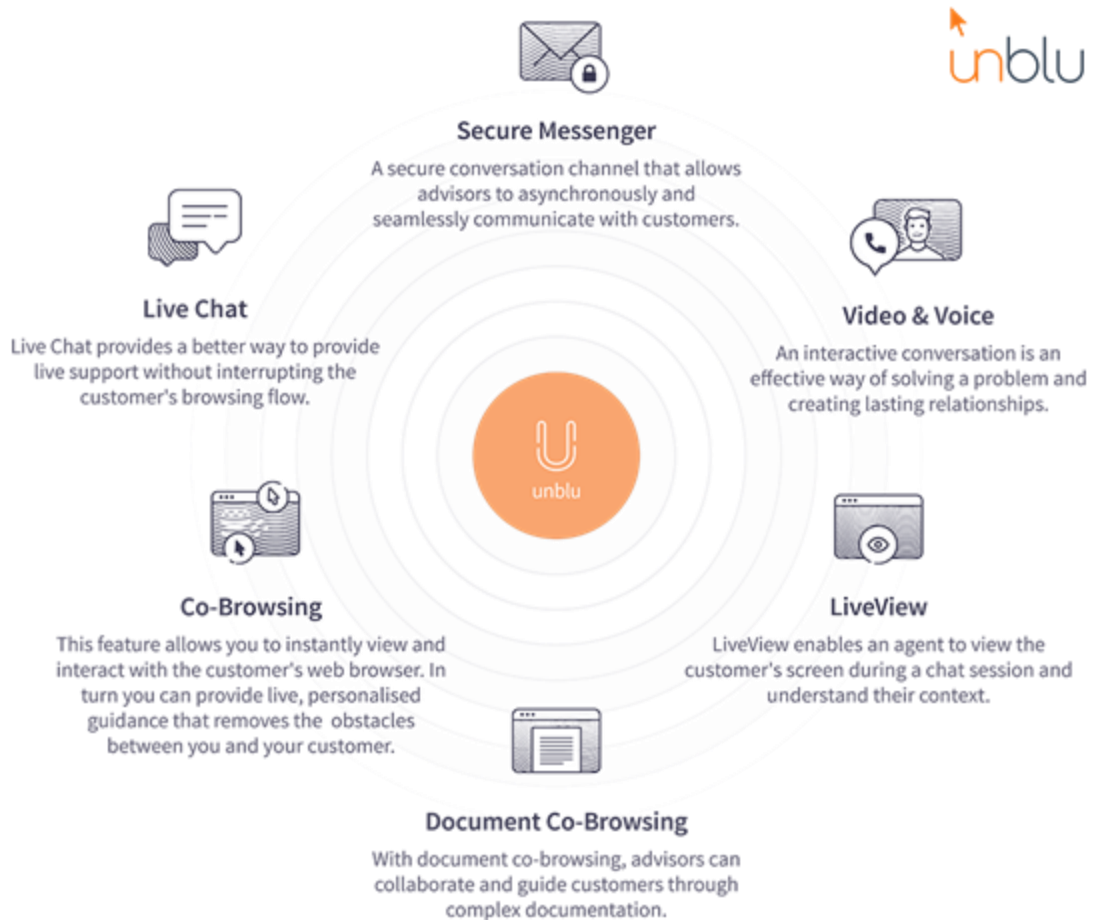 unblu
Secure Messenger
A secure conversation channel that allows
advisors to asynchronously and
seamlessly communicate with customers.
Live Chat
Live Chat provides a better way to provide
live support without interrupting the
customer's browsing flow.
Video & Voice
An interactive conversation is an
effective way of solving a problem and
creating lasting relationships.
unblu
Co-Browsing
This feature allows you to instantly view and
interact with the customer's web browser. In
turn you can provide live, personalised
guidance that removes the obstacles
between you and your customer.
LiveView
LiveView enables an agent to view the
customer's screen during a chat session and
understand their context.
Document Co-Browsing
With document co-browsing, advisors can
collaborate and guide customers through
complex documentation.